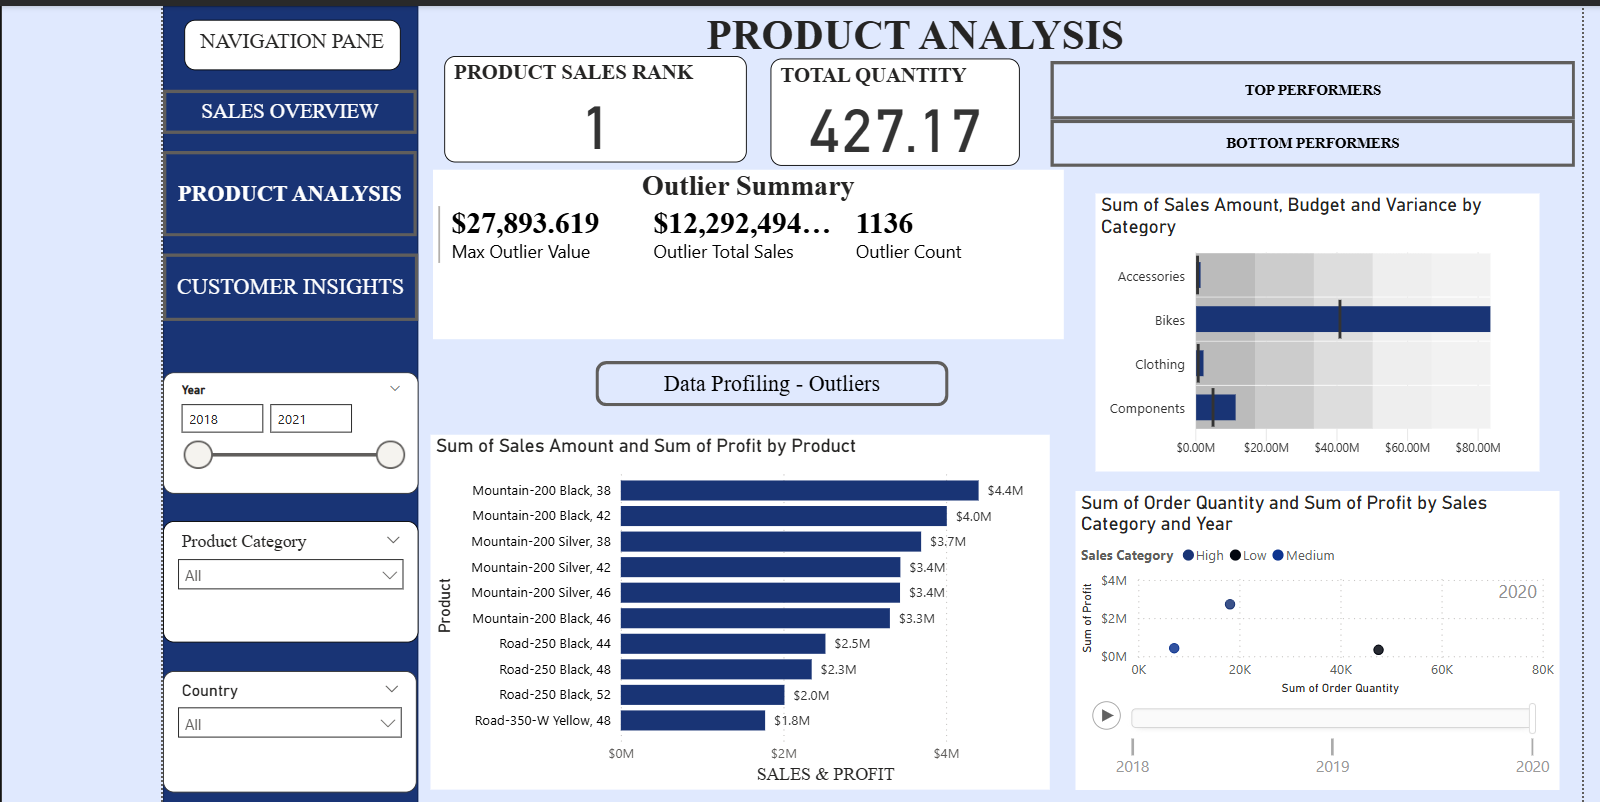 NAVIGATION PANE
SALES OVERVIEW
PRODUCT ANALYSIS
CUSTOMER INSIGHTS
Year
2018
2021
Product Category
All
Country
All
PRODUCT ANALYSIS
PRODUCT SALES RANK
1
TOTAL QUANTITY
427.17
TOP PERFORMERS
BOTTOM PERFORMERS
Outlier Summary
$27,893.619
Max Outlier Value
$12,292,494...
Outlier Total Sales
1136
Outlier Count
Data Profiling - Outliers
Sum of Sales Amount and Sum of Profit by Product
Product
Mountain-200 Black, 38 $4.4M
Mountain-200 Black, 42 $4.0M
Mountain-200 Silver, 38 $3.7M
Mountain-200 Silver, 42 $3.4M
Mountain-200 Silver, 46 $3.4M
Mountain-200 Black, 46 $3.3M
Road-250 Black, 44 $2.5M
Road-250 Black, 48 $2.3M
Road-250 Black, 52 $2.0M
Road-350-W Yellow, 48 $1.8M
$0M $2M $4M
SALES & PROFIT
Sum of Sales Amount, Budget and Variance by
Category
Accessories
Bikes
Clothing
Components
$0.00M $20.00M $40.00M $60.00M $80.00M
Sum of Order Quantity and Sum of Profit by Sales
Category and Year
Sales Category High Low Medium
Sum of Profit
$4M
$2M
$0M
2020
0K 20K 40K 60K 80K
Sum of Order Quantity
2018 2019 2020